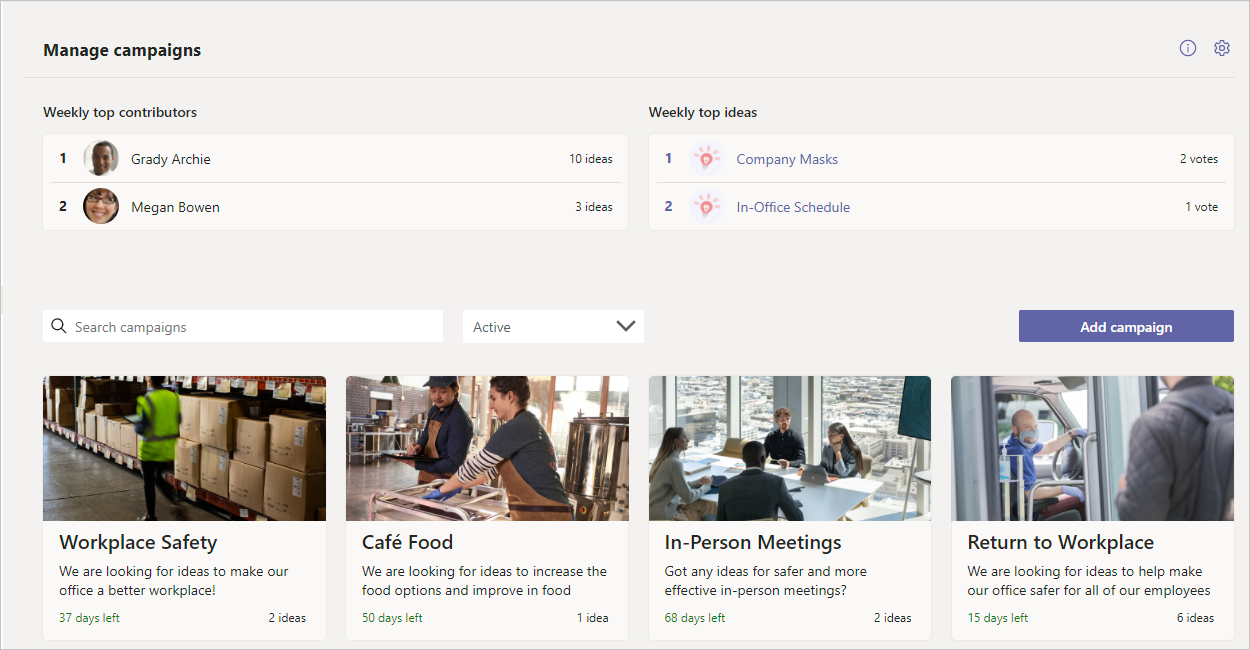 Manage campaigns
Weekly top contributors
1 Grady Archie 10 ideas
2 Megan Bowen 3 ideas
Weekly top ideas
1 Company Masks 2 votes
2 In-Office Schedule 1 vote
Search campaigns
Active
Add campaign
Workplace Safety
We are looking for ideas to make our
office a better workplace!
37 days left 2 ideas
Café Food
We are looking for ideas to increase the
food options and improve in food
50 days left 1 idea
In-Person Meetings
Got any ideas for safer and more
effective in-person meetings?
68 days left 2 ideas
Return to Workplace
We are looking for ideas to help make
our office safer for all of our employees
15 days left 6 ideas